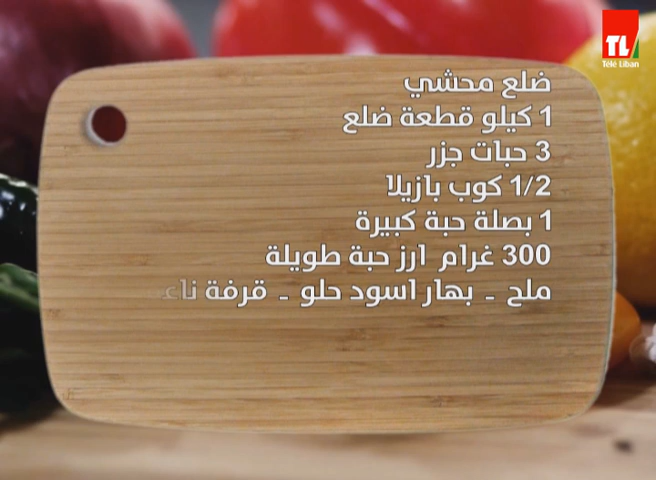 TL
Télé Liban
ضلع محشي
1 كيلو قطعة ضلع
3 حبات جزر
1/2 كوب بازيلا
1 بصلة حبة كبيرة
300 غرام ارز حبة طويلة
ملح - بهار اسود حلو - قرفة